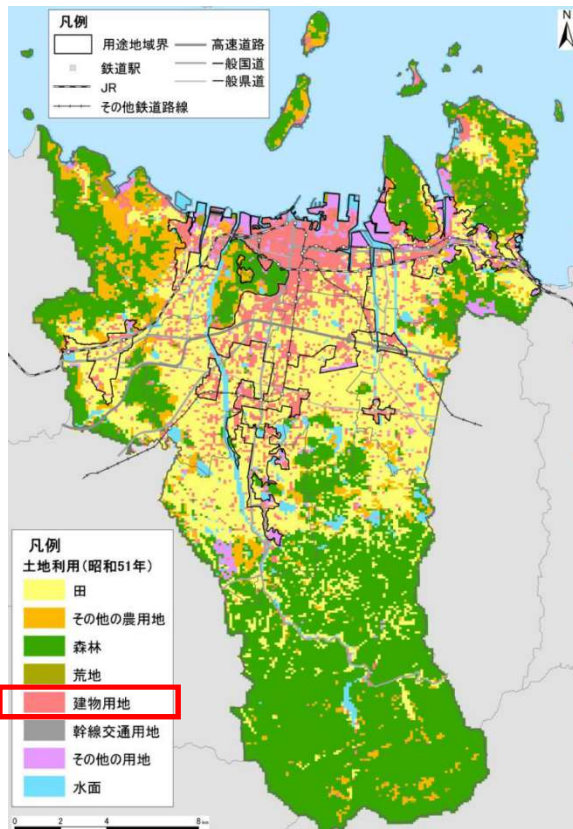 凡例
用途地域界
鉄道駅
JR
その他鉄道路線
高速道路
一般国道
一般県道
N
凡例
土地利用(昭和51年)
田
その他の農用地
森林
荒地
建物用地
幹線交通用地
その他の用地
水面
0 2 4 8 km